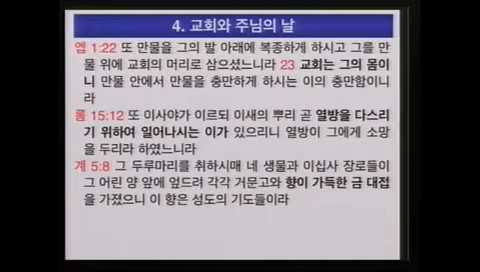 4. 교회와 주님의 날
엡 1:22 또 만물을 그의 발 아래에 복종하게 하시고 그를 만
물 위에 교회의 머리로 삼으셨느니라 23 교회는 그의 몸이
니 만물 안에서 만물을 충만하게 하시는 이의 충만함이니
라
롬 15:12 또 이사야가 이르되 이새의 뿌리 곧 열방을 다스리
기 위하여 일어나시는 이가 있으리니 열방이 그에게 소망
을 두리라 하였느니라
계 5:8 그 두루마리를 취하시매 네 생물과 이십사 장로들이
그 어린 양 앞에 엎드려 각각 거문고와 향이 가득한 금 대접
을 가졌으니 이 향은 성도의 기도들이라